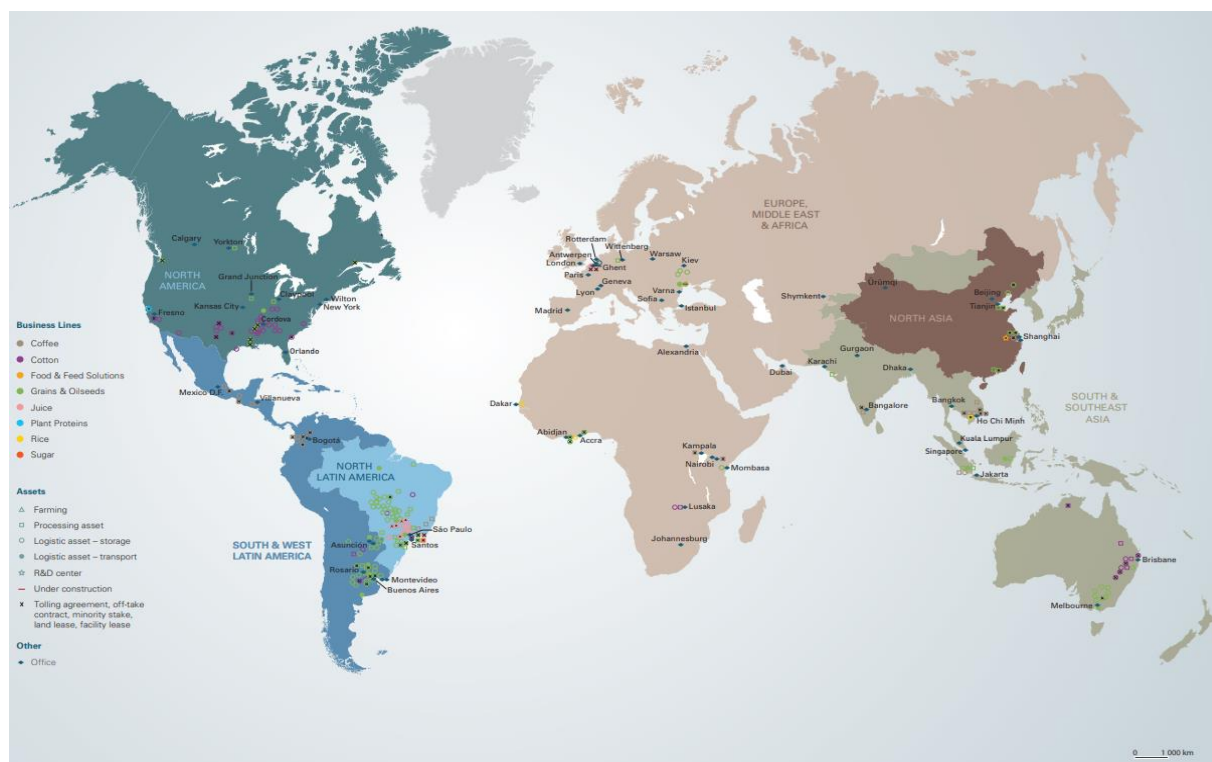 EUROPE,
MIDDLE EAST
& AFRICA
Rotterdam
Wittenberg
Antwerpen
Warsaw
London
Kiev
Ghent
Paris
Geneva
Lyon
Varna
Sofia
Istanbul
Madrid
Alexandria
Calgary
Yorkton
NORTH
AMERICA
Grand Junction
Claypool
Kansas City
Wilton
New York
Fresno
Cordova
Orlando
Mexico D.F.
Villanueva
Shymkent
Ürümqi
Beijing
Tianjin
NORTH ASIA
Shanghai
Gurgaon
Karachi
Dhaka
Dubai
Bangalore
Bangkok
Ho Chi Minh
SOUTH &
SOUTHEAST
ASIA
Kuala Lumpur
Singapore
Jakarta
Dakar
Abidjan
Accra
Kampala
Nairobi
Mombasa
Lusaka
Johannesburg
Bogotá
NORTH
LATIN AMERICA
São Paulo
Santos
SOUTH & WEST
LATIN AMERICA
Asunción
Rosario
Montevideo
Buenos Aires
Brisbane
Melbourne
Business Lines
Coffee
Cotton
Food & Feed Solutions
Grains & Oilseeds
Juice
Plant Proteins
Rice
Sugar
Assets
Farming
Processing asset
Logistic asset – storage
Logistic asset – transport
R&D center
Under construction
Tolling agreement, off-take
contract, minority stake,
land lease, facility lease
Other
Office
0 1 000 km